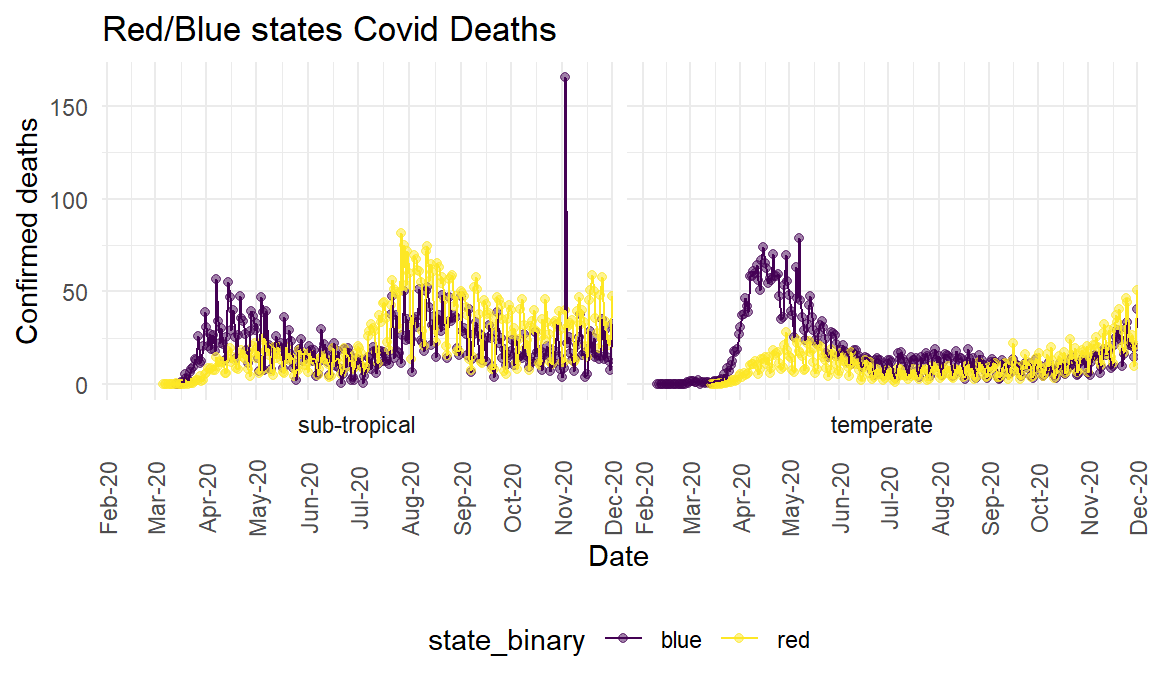 Red/Blue states Covid Deaths
Confirmed deaths
150
100
50
0
sub-tropical
temperate
Feb-20 Mar-20 Apr-20 May-20 Jun-20 Jul-20 Aug-20 Sep-20 Oct-20 Nov-20 Dec-20
Feb-20 Mar-20 Apr-20 May-20 Jun-20 Jul-20 Aug-20 Sep-20 Oct-20 Nov-20 Dec-20
Date
state_binary blue red